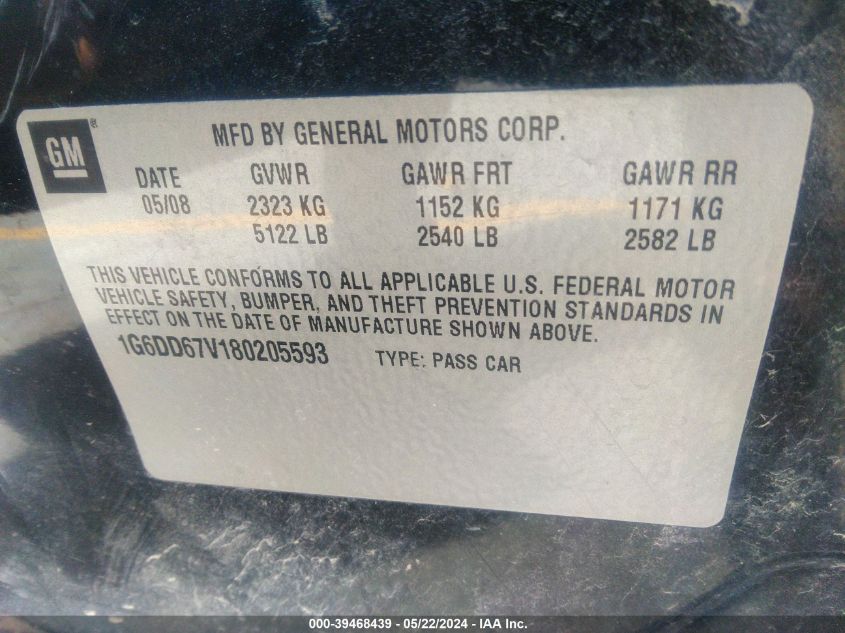 GM®
MFD BY GENERAL MOTORS CORP.
DATE GVWR GAWR FRT GAWR RR
05/08 2323 KG 1152 KG 1171 KG
5122 LB 2540 LB 2582 LB
THIS VEHICLE CONFORMS TO ALL APPLICABLE U.S. FEDERAL MOTOR
VEHICLE SAFETY, BUMPER, AND THEFT PREVENTION STANDARDS IN
EFFECT ON THE DATE OF MANUFACTURE SHOWN ABOVE.
1G6DD67V180205593 TYPE: PASS CAR
000-39468439 - 05/22/2024 - IAA Inc.